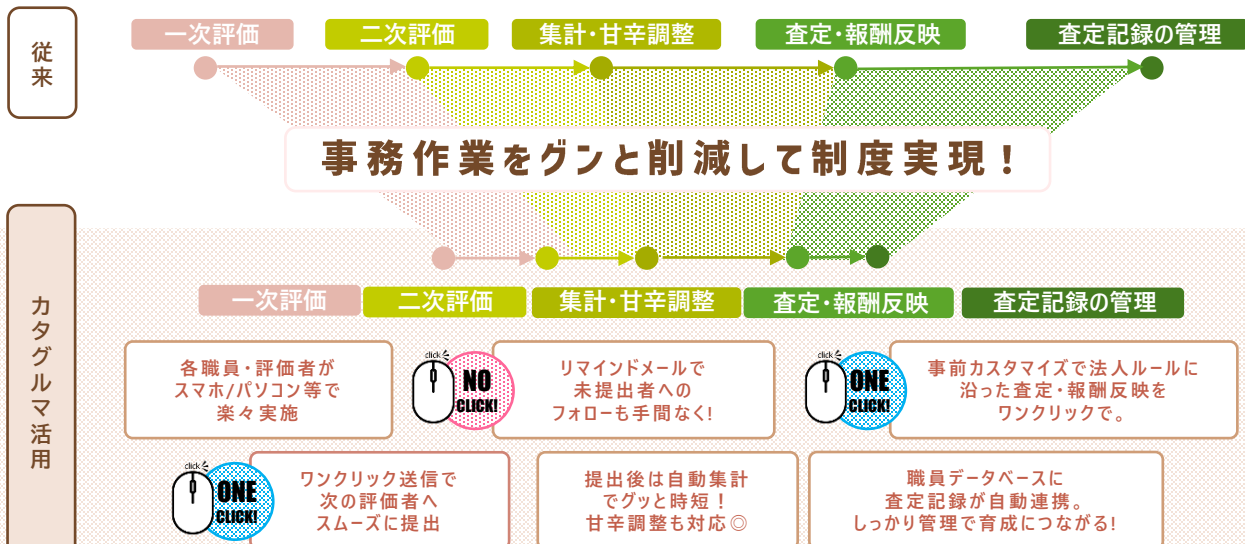 従来
一次評価
二次評価
集計・甘辛調整
査定・報酬反映
査定記録の管理
事務作業をグンと削減して制度実現！
カタグルマ活用
一次評価
二次評価
集計・甘辛調整
査定・報酬反映
査定記録の管理
各職員・評価者が
スマホ/パソコン等で
楽々実施
click
NO
CLICK!
リマインドメールで
未提出者への
フォローも手間なく!
click
ONE
CLICK!
事前カスタマイズで法人ルールに
沿った査定・報酬反映を
ワンクリックで。
click
ONE
CLICK!
ワンクリック送信で
次の評価者へ
スムーズに提出
提出後は自動集計
でグッと時短！
甘辛調整も対応◎
職員データベースに
査定記録が自動連携。
しっかり管理で育成につながる!